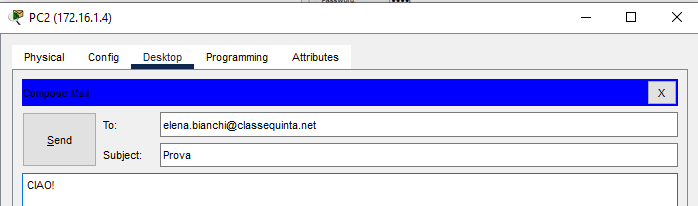 Password
PC2 (172.16.1.4)
Physical Config Desktop Programming Attributes
Compose Mail X
Send
To: elena.bianchi@classequinta.net
Subject: Prova
CIAO!